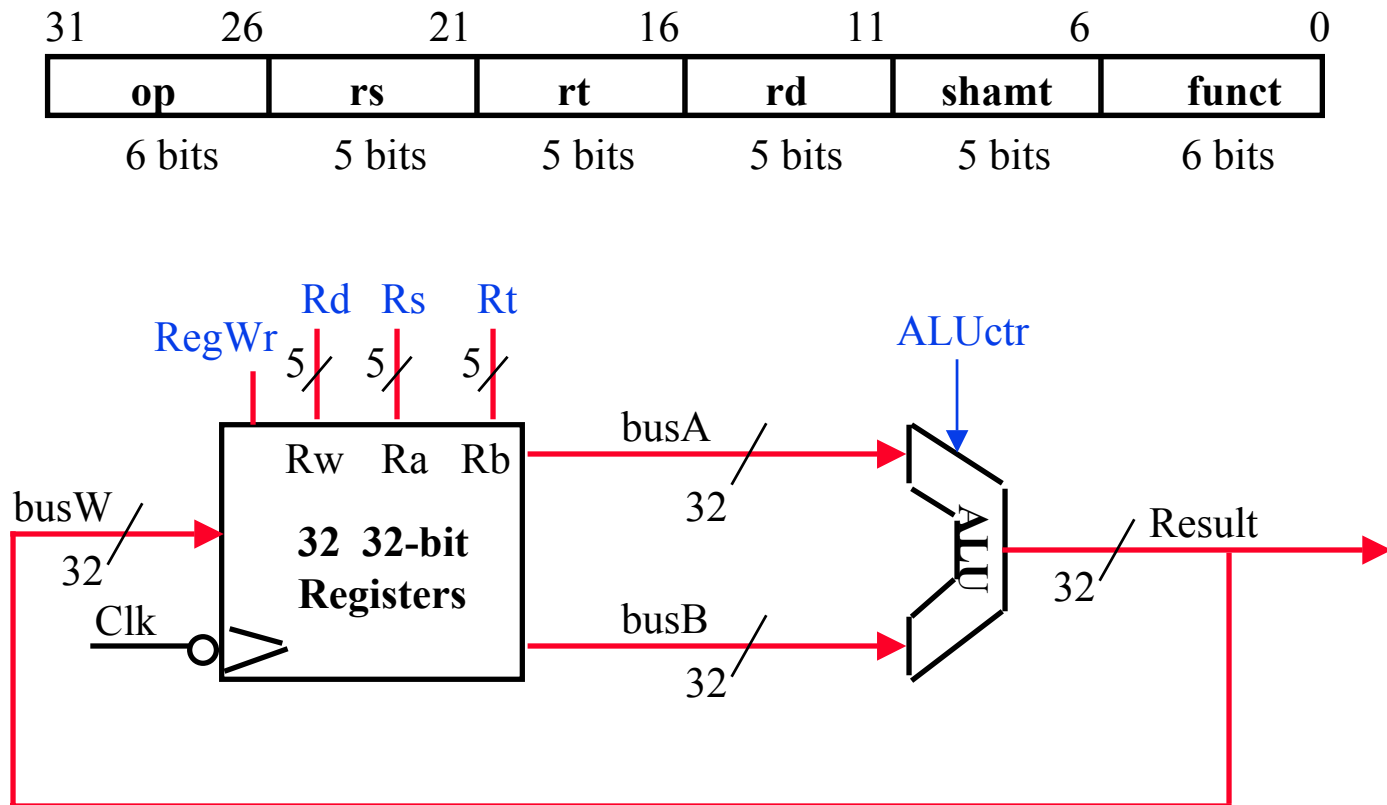 31 26 21 16 11 6 0
op rs rt rd shamt funct
6 bits 5 bits 5 bits 5 bits 5 bits 6 bits
Rd Rs Rt
RegWr ALUctr
5 5 5
busA
Rw Ra Rb
32
busW
32
32 32-bit
Registers
ALU
Result
32
Clk
busB
32